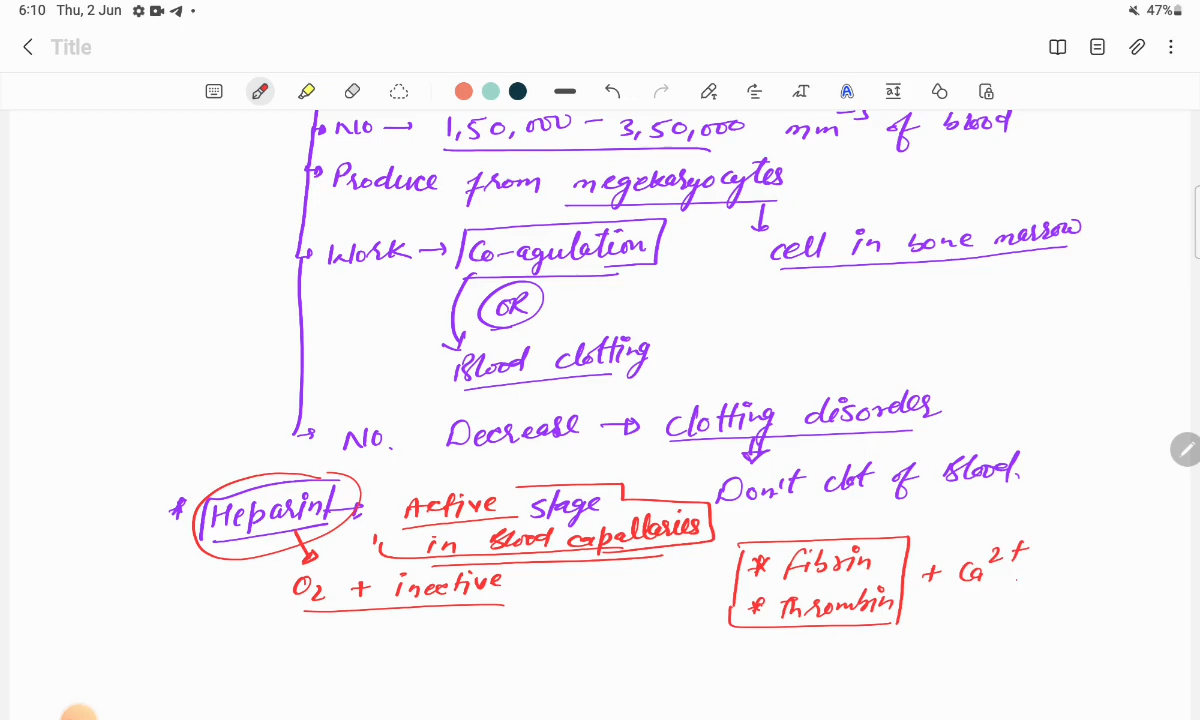 6:10 Thu, 2 Jun 47%
Title
No → 1,50,000 - 3,50,000 mm⁻³ of blood
Produce from megekaryocytes
cell in bone marrow
Work → Co-agulation
OR
Blood clotting
No. Decrease → clotting disorder
Don't clot of Blood.
* Heparin → Active stage
in blood capallaries
O2 + inective
* fibrin
* Thrombin
+ Ca2+